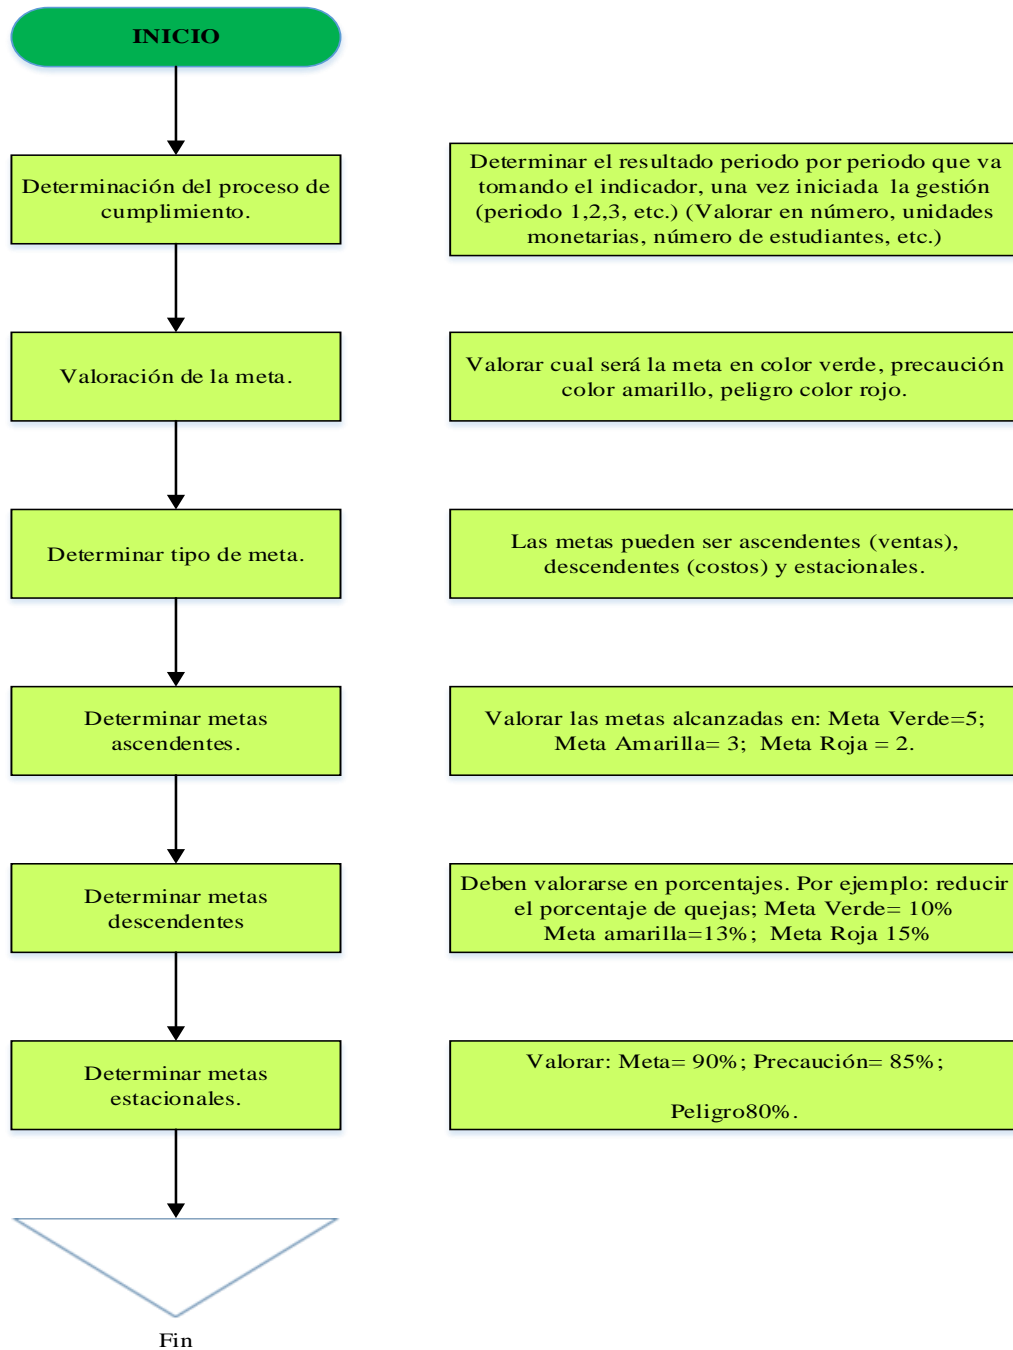 INICIO
Determinación del proceso de
cumplimiento.
Determinar el resultado periodo por periodo que va
tomando el indicador, una vez iniciada la gestión
(periodo 1,2,3, etc.) (Valorar en número, unidades
monetarias, número de estudiantes, etc.)
Valoración de la meta.
Valorar cual será la meta en color verde, precaución
color amarillo, peligro color rojo.
Determinar tipo de meta.
Las metas pueden ser ascendentes (ventas),
descendentes (costos) y estacionales.
Determinar metas
ascendentes.
Valorar las metas alcanzadas en: Meta Verde=5;
Meta Amarilla= 3; Meta Roja = 2.
Determinar metas
descendentes
Deben valorarse en porcentajes. Por ejemplo: reducir
el porcentaje de quejas; Meta Verde= 10%
Meta amarilla=13%; Meta Roja 15%
Determinar metas
estacionales.
Valorar: Meta= 90%; Precaución= 85%;
Peligro80%.
Fin